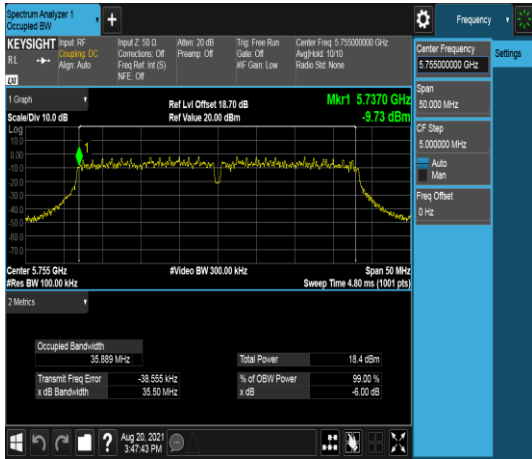 Spectrum Analyzer 1
Occupied BW
Frequency
KEYSIGHT
RL
LXI
Input: RF
Coupling: DC
Align: Auto
Input Z: 50 Ω
Corrections: Off
Freq Ref: Int (S)
NFE: Off
Atten: 20 dB
Preamp: Off
Trig: Free Run
Gate: Off
#IF Gain: Low
Center Freq: 5.755000000 GHz
Avg|Hold: 10/10
Radio Std: None
Center Frequency
5.755000000 GHz
Settings
Span
50.000 MHz
CF Step
5.000000 MHz
Auto
Man
Freq Offset
0 Hz
1 Graph
Scale/Div 10.0 dB
Ref Lvl Offset 18.70 dB
Ref Value 20.00 dBm
Mkr1 5.7370 GHz
-9.73 dBm
Log
10.0
0.00
-10.0
-20.0
-30.0
-40.0
-50.0
-60.0
-70.0
1
Center 5.755 GHz
#Res BW 100.00 kHz
#Video BW 300.00 kHz
Span 50 MHz
Sweep Time 4.80 ms (1001 pts)
2 Metrics
Occupied Bandwidth
35.889 MHz
Total Power 18.4 dBm
Transmit Freq Error -38.555 kHz
% of OBW Power 99.00 %
x dB Bandwidth 35.50 MHz
x dB -6.00 dB
Aug 20, 2021
3:47:43 PM